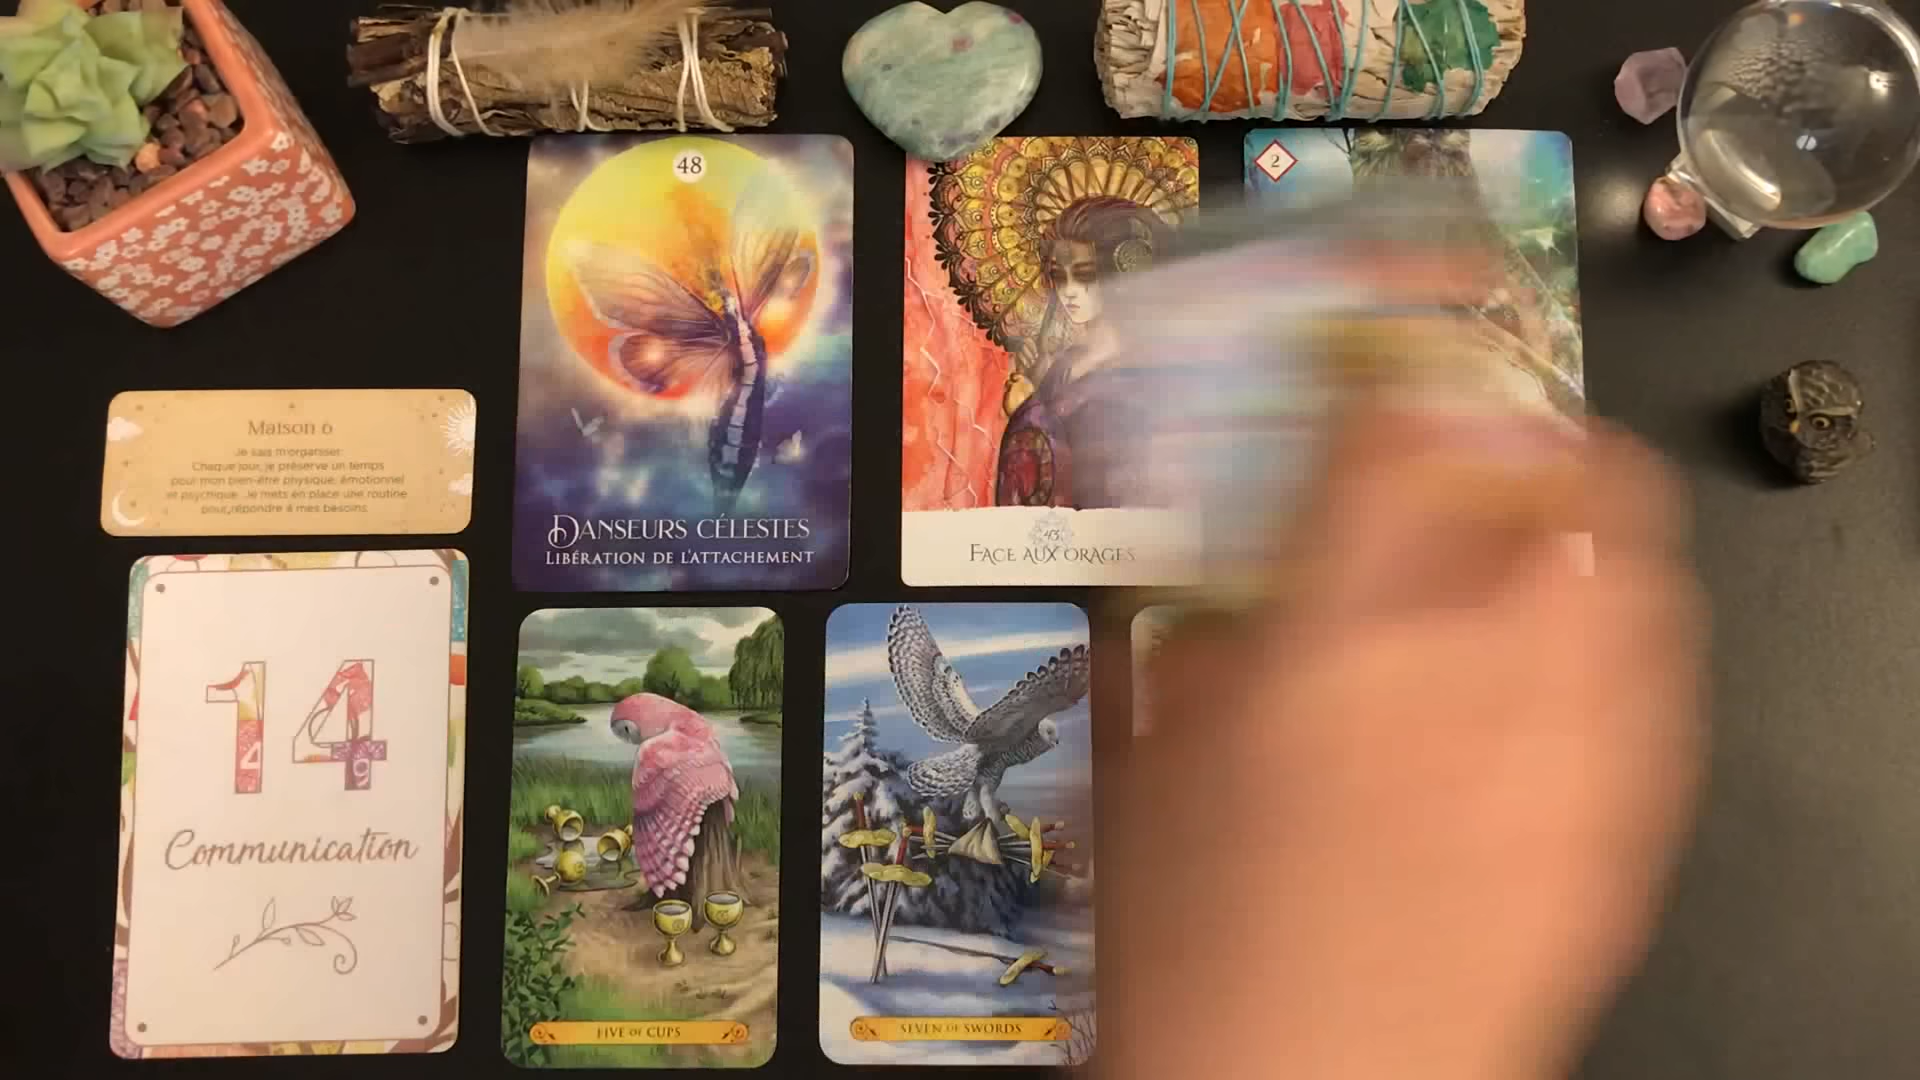 48
2
DANSEURS CÉLESTES
LIBÉRATION DE L'ATTACHEMENT
43
FACE AUX ORAGES
Maison 6
Je sais m'organiser.
Chaque jour, je préserve un temps
pour mon bien-être physique, émotionnel
et psychique. Je mets en place une routine
pour répondre à mes besoins.
14
Communication
FIVE OF CUPS
SEVEN OF SWORDS